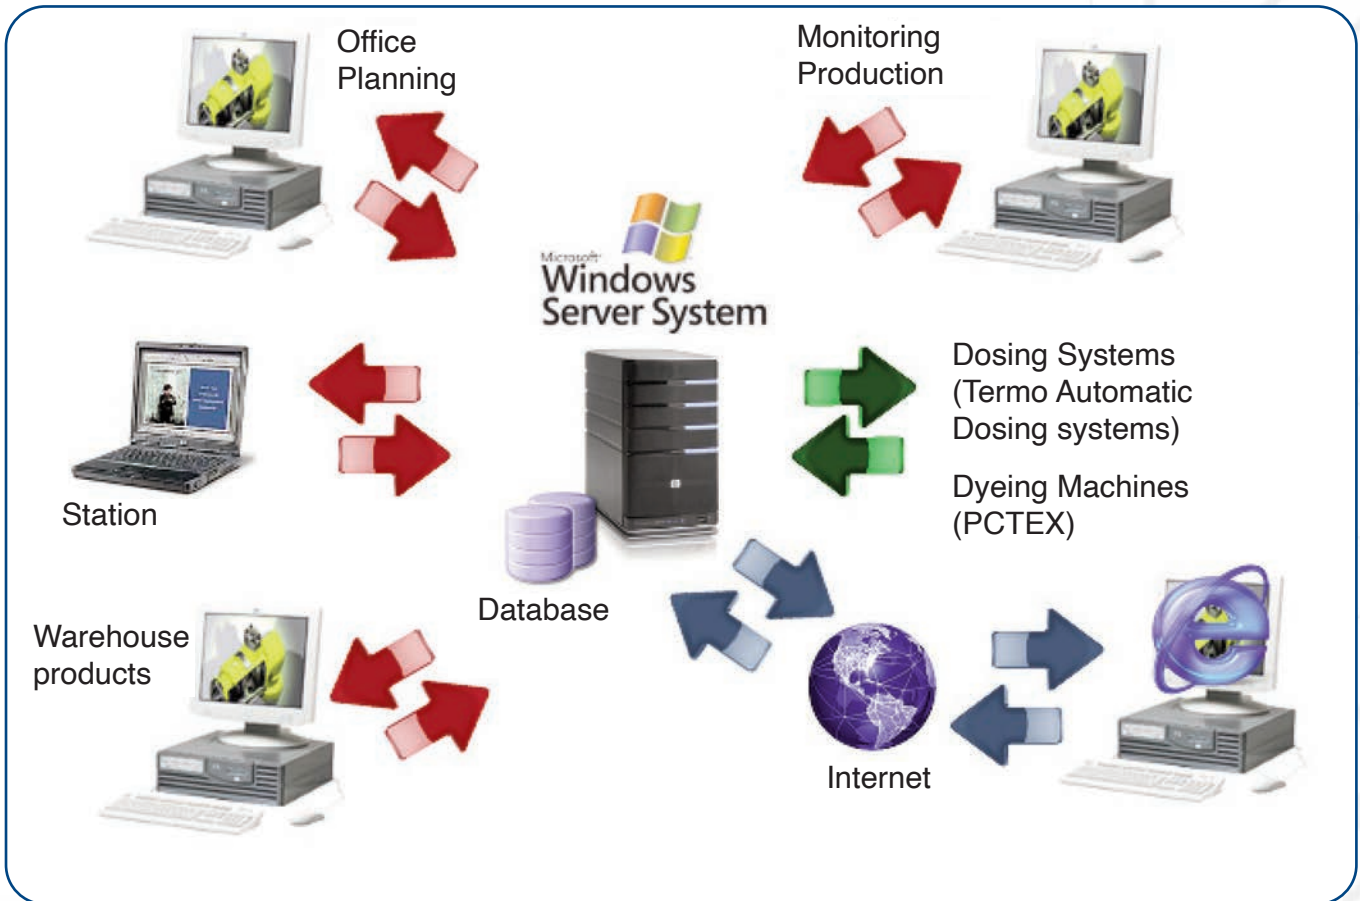 Office
Planning
Monitoring
Production
Microsoft
Windows
Server System
Station
Dosing Systems
(Termo Automatic
Dosing systems)
Dyeing Machines
(PCTEX)
Database
Warehouse
products
Internet